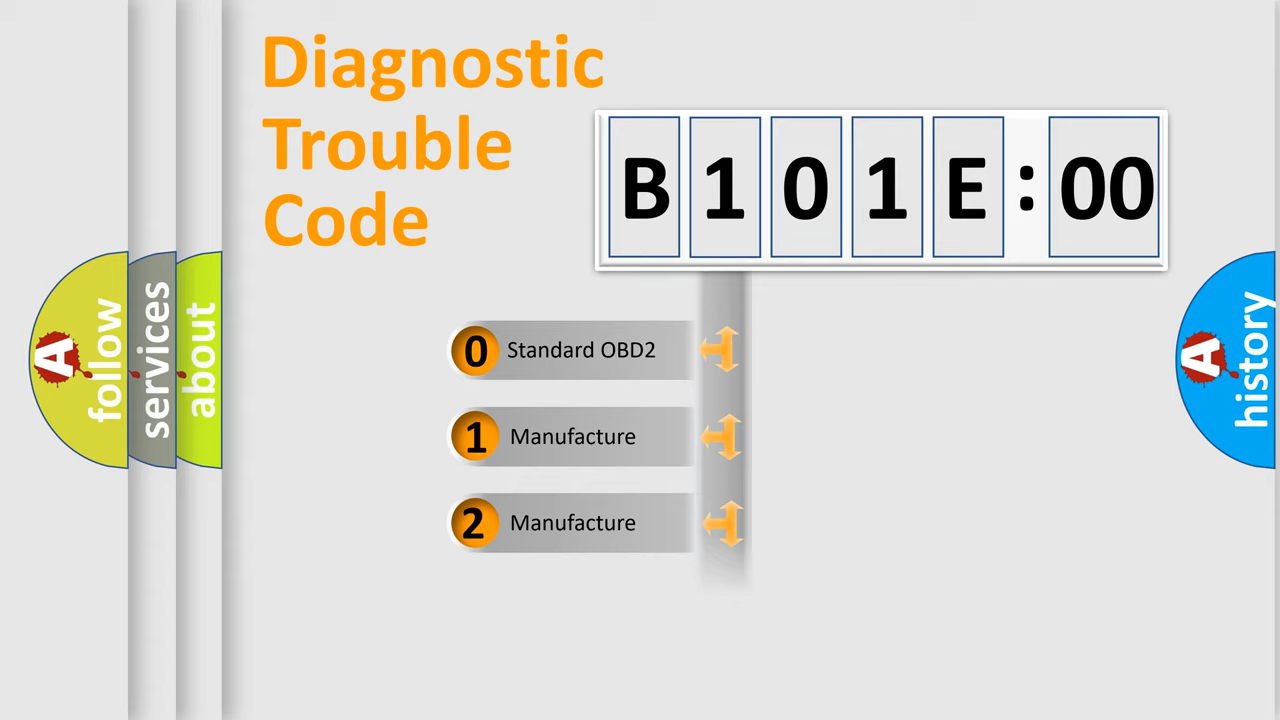 Diagnostic
Trouble
Code
B 1 0 1 E : 00
0 Standard OBD2
1 Manufacture
2 Manufacture
A follow
services
about
A history